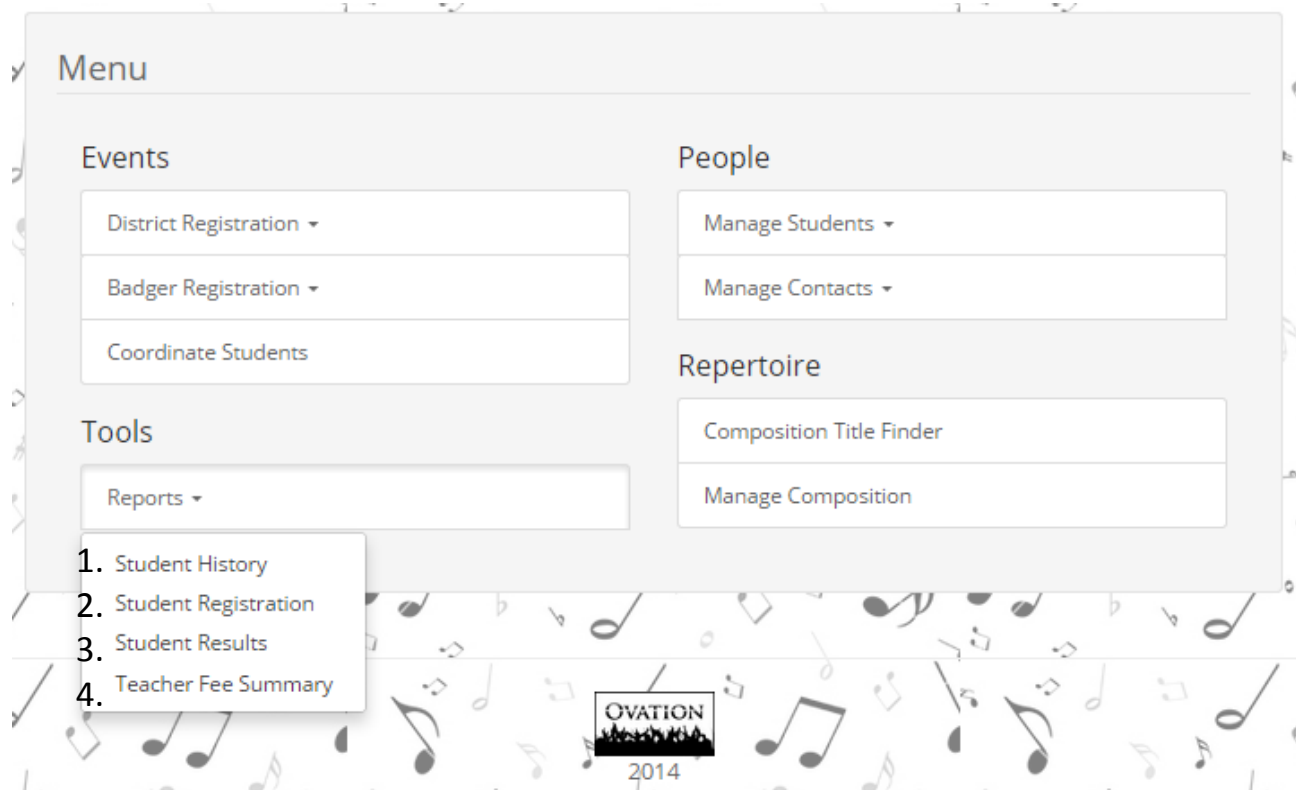 Menu
Events
District Registration
Badger Registration
Coordinate Students
Tools
Reports
1. Student History
2. Student Registration
3. Student Results
4. Teacher Fee Summary
People
Manage Students
Manage Contacts
Repertoire
Composition Title Finder
Manage Composition
OVATION
2014